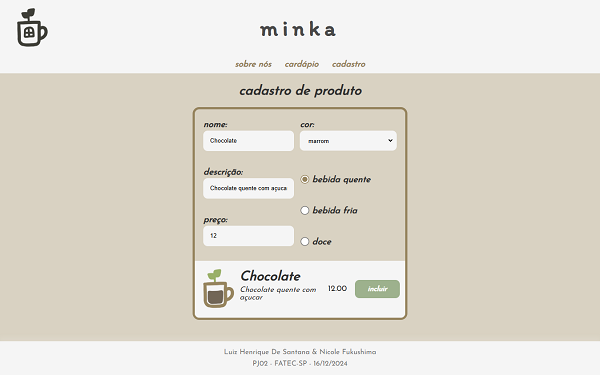 minka
sobre nós cardápio cadastro
cadastro de produto
nome: cor:
Chocolate marrom
descrição:
Chocolate quente com açuca
bebida quente
bebida fria
preço:
12
doce
Chocolate
Chocolate quente com
açucar
12.00
incluir
Luiz Henrique De Santana & Nicole Fukushima
PJ02 - FATEC-SP - 16/12/2024